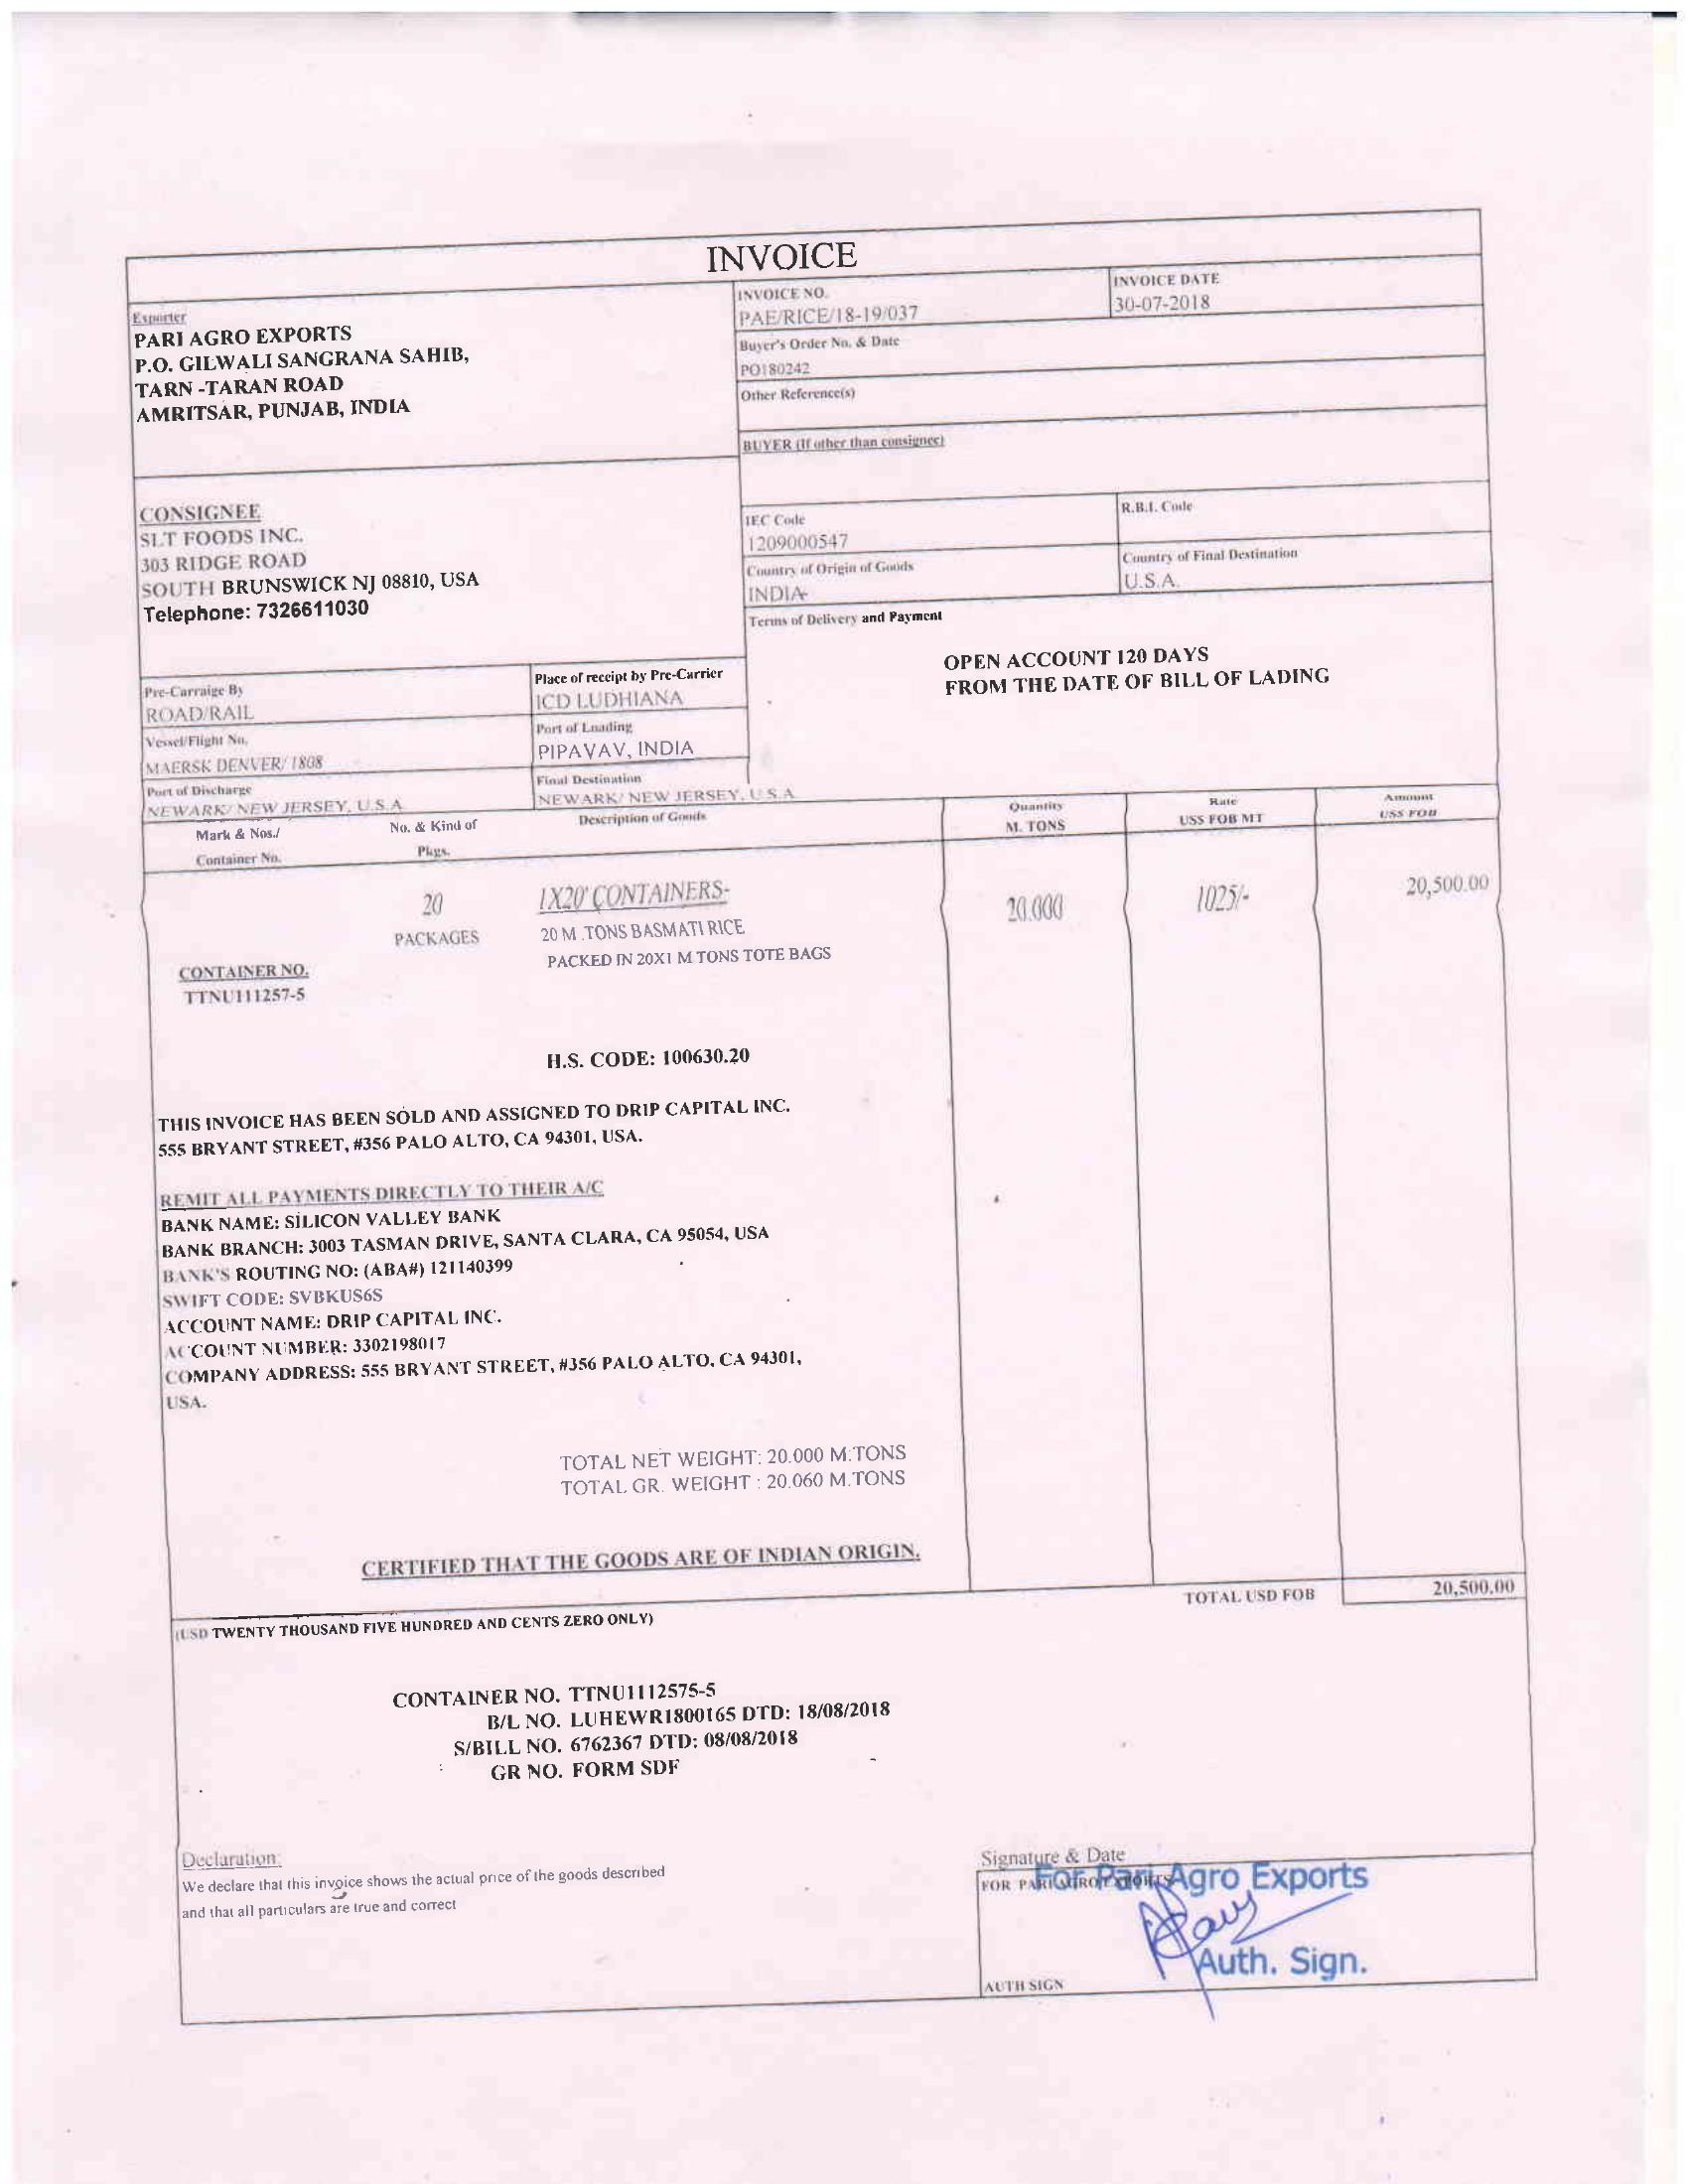 INVOICE
Exporter
PARI AGRO EXPORTS
P.O. GILWALI SANGRANA SAHIB,
TARN -TARAN ROAD
AMRITSAR, PUNJAB, INDIA
INVOICE NO.
PAE/RICE/18-19/037
INVOICE DATE
30-07-2018
Buyer's Order No. & Date
PO180242
Other Reference(s)
BUYER (If other than consignee)
CONSIGNEE
SLT FOODS INC.
303 RIDGE ROAD
SOUTH BRUNSWICK NJ 08810, USA
Telephone: 7326611030
IEC Code
1209000547
R.B.I. Code
Country of Origin of Goods
INDIA
Country of Final Destination
U.S.A.
Terms of Delivery and Payment
OPEN ACCOUNT 120 DAYS
FROM THE DATE OF BILL OF LADING
Pre-Carraige By
ROAD/RAIL
Place of receipt by Pre-Carrier
ICD LUDHIANA
Vessel/Flight No.
MAERSK DENVER/ 1808
Port of Loading
PIPAVAV, INDIA
Port of Discharge
NEWARK/ NEW JERSEY, U.S.A
Final Destination
NEWARK/ NEW JERSEY, U.S.A
Mark & Nos./
Container No.
No. & Kind of
Pkgs.
Description of Goods
Quantity
M. TONS
Rate
US$ FOB MT
Amount
US$ FOB
20
PACKAGES
1X20' CONTAINERS-
20 M .TONS BASMATI RICE
PACKED IN 20X1 M TONS TOTE BAGS
20.000
1025/-
20,500.00
CONTAINER NO.
TTNU111257-5
H.S. CODE: 100630.20
THIS INVOICE HAS BEEN SOLD AND ASSIGNED TO DRIP CAPITAL INC.
555 BRYANT STREET, #356 PALO ALTO, CA 94301, USA.
REMIT ALL PAYMENTS DIRECTLY TO THEIR A/C
BANK NAME: SILICON VALLEY BANK
BANK BRANCH: 3003 TASMAN DRIVE, SANTA CLARA, CA 95054, USA
BANK'S ROUTING NO: (ABA#) 121140399
SWIFT CODE: SVBKUS6S
ACCOUNT NAME: DRIP CAPITAL INC.
ACCOUNT NUMBER: 3302198017
COMPANY ADDRESS: 555 BRYANT STREET, #356 PALO ALTO, CA 94301,
USA.
TOTAL NET WEIGHT: 20.000 M.TONS
TOTAL GR. WEIGHT : 20.060 M.TONS
CERTIFIED THAT THE GOODS ARE OF INDIAN ORIGIN.
TOTAL USD FOB
20,500.00
(USD TWENTY THOUSAND FIVE HUNDRED AND CENTS ZERO ONLY)
CONTAINER NO. TTNU1112575-5
B/L NO. LUHEWR1800165 DTD: 18/08/2018
S/BILL NO. 6762367 DTD: 08/08/2018
GR NO. FORM SDF
Declaration:
We declare that this invoice shows the actual price of the goods described
and that all particulars are true and correct
Signature & Date
FOR PARI AGRO EXPORTS
For Pari Agro Exports
Auth. Sign.
AUTH SIGN